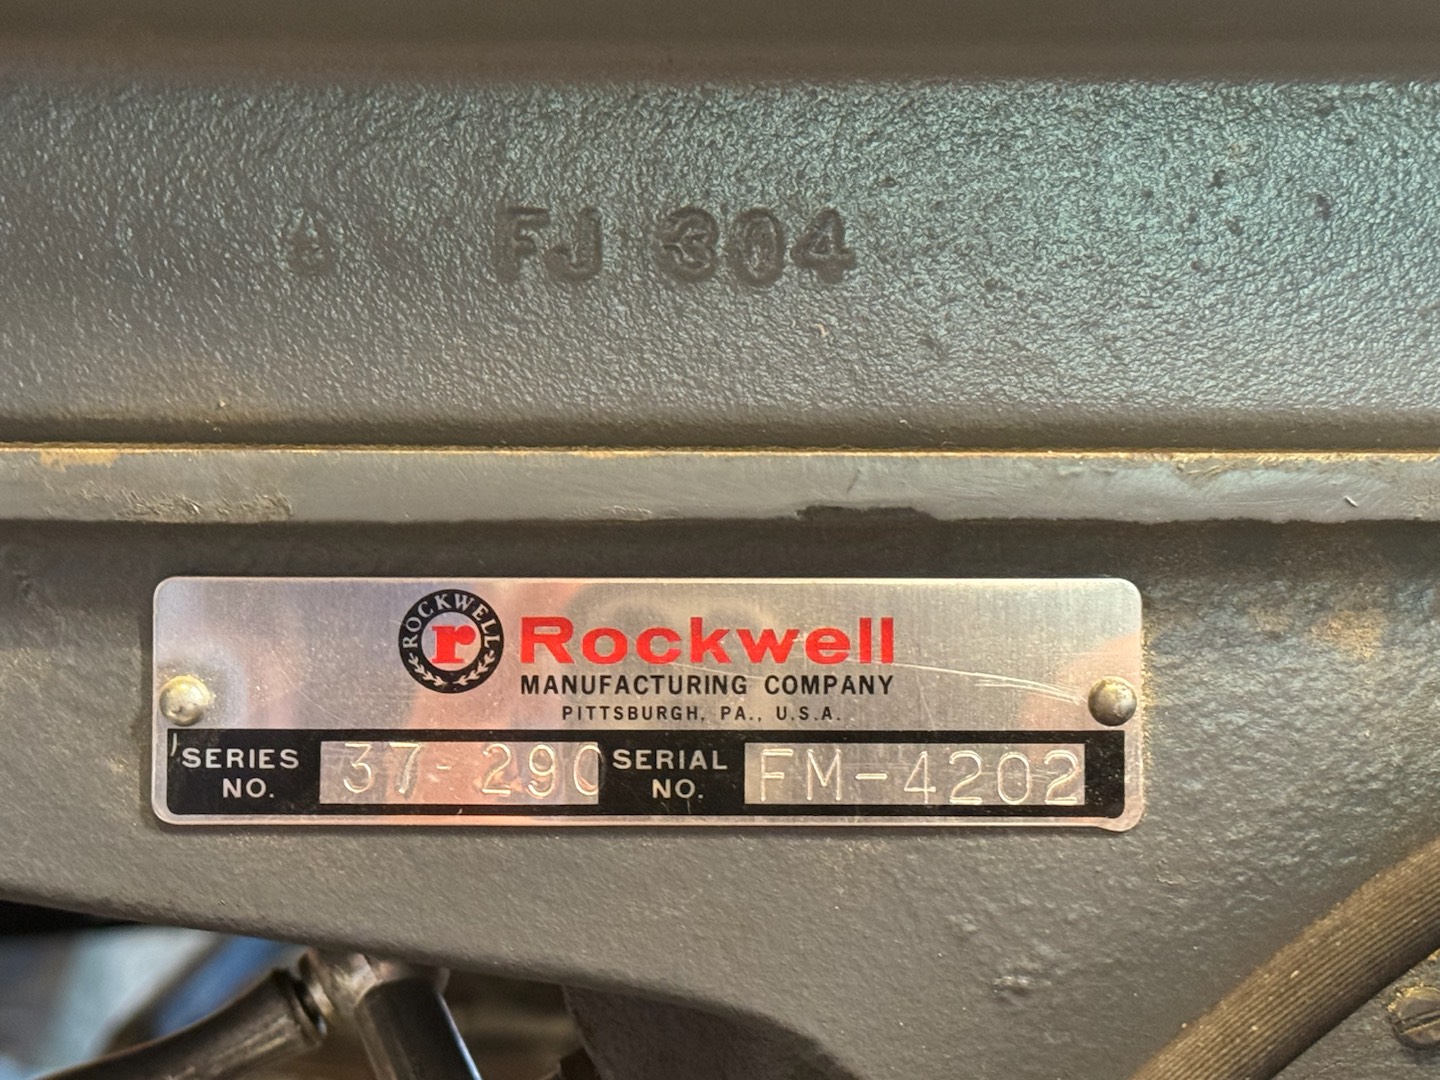 FJ 304
ROCKWELL
r
Rockwell
MANUFACTURING COMPANY
PITTSBURGH, PA., U.S.A.
SERIES NO. 37-290 SERIAL NO. FM-4202